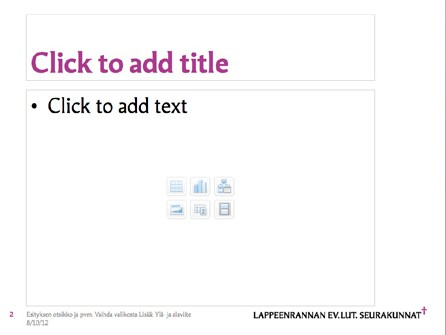 Click to add title
• Click to add text
2
Esityksen otsikko ja pvm. Vaihda valikosta Lisää: Ylä- ja alaviite
8/10/12
LAPPEENRANNAN EV.LUT. SEURAKUNNAT